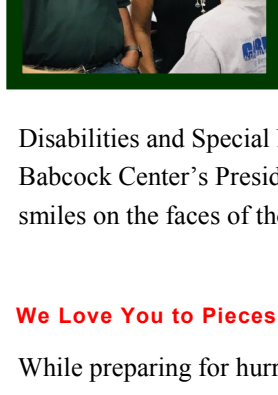 Disabilities and Special
Babcock Center's Presid
smiles on the faces of th
We Love You to Pieces
While preparing for hurr